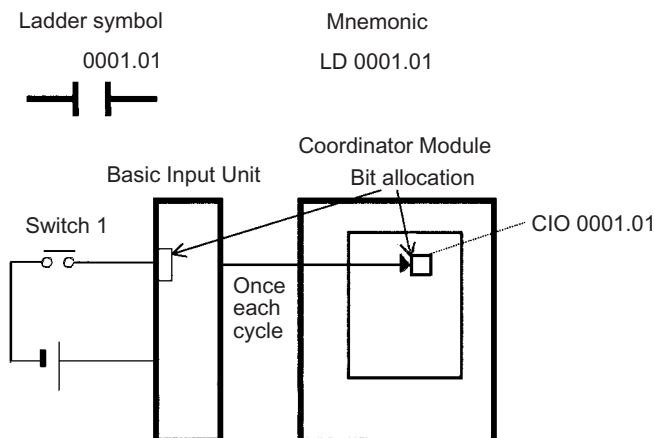 Ladder symbol
Mnemonic
0001.01
LD 0001.01
Coordinator Module
Basic Input Unit
Bit allocation
Switch 1
CIO 0001.01
Once
each
cycle